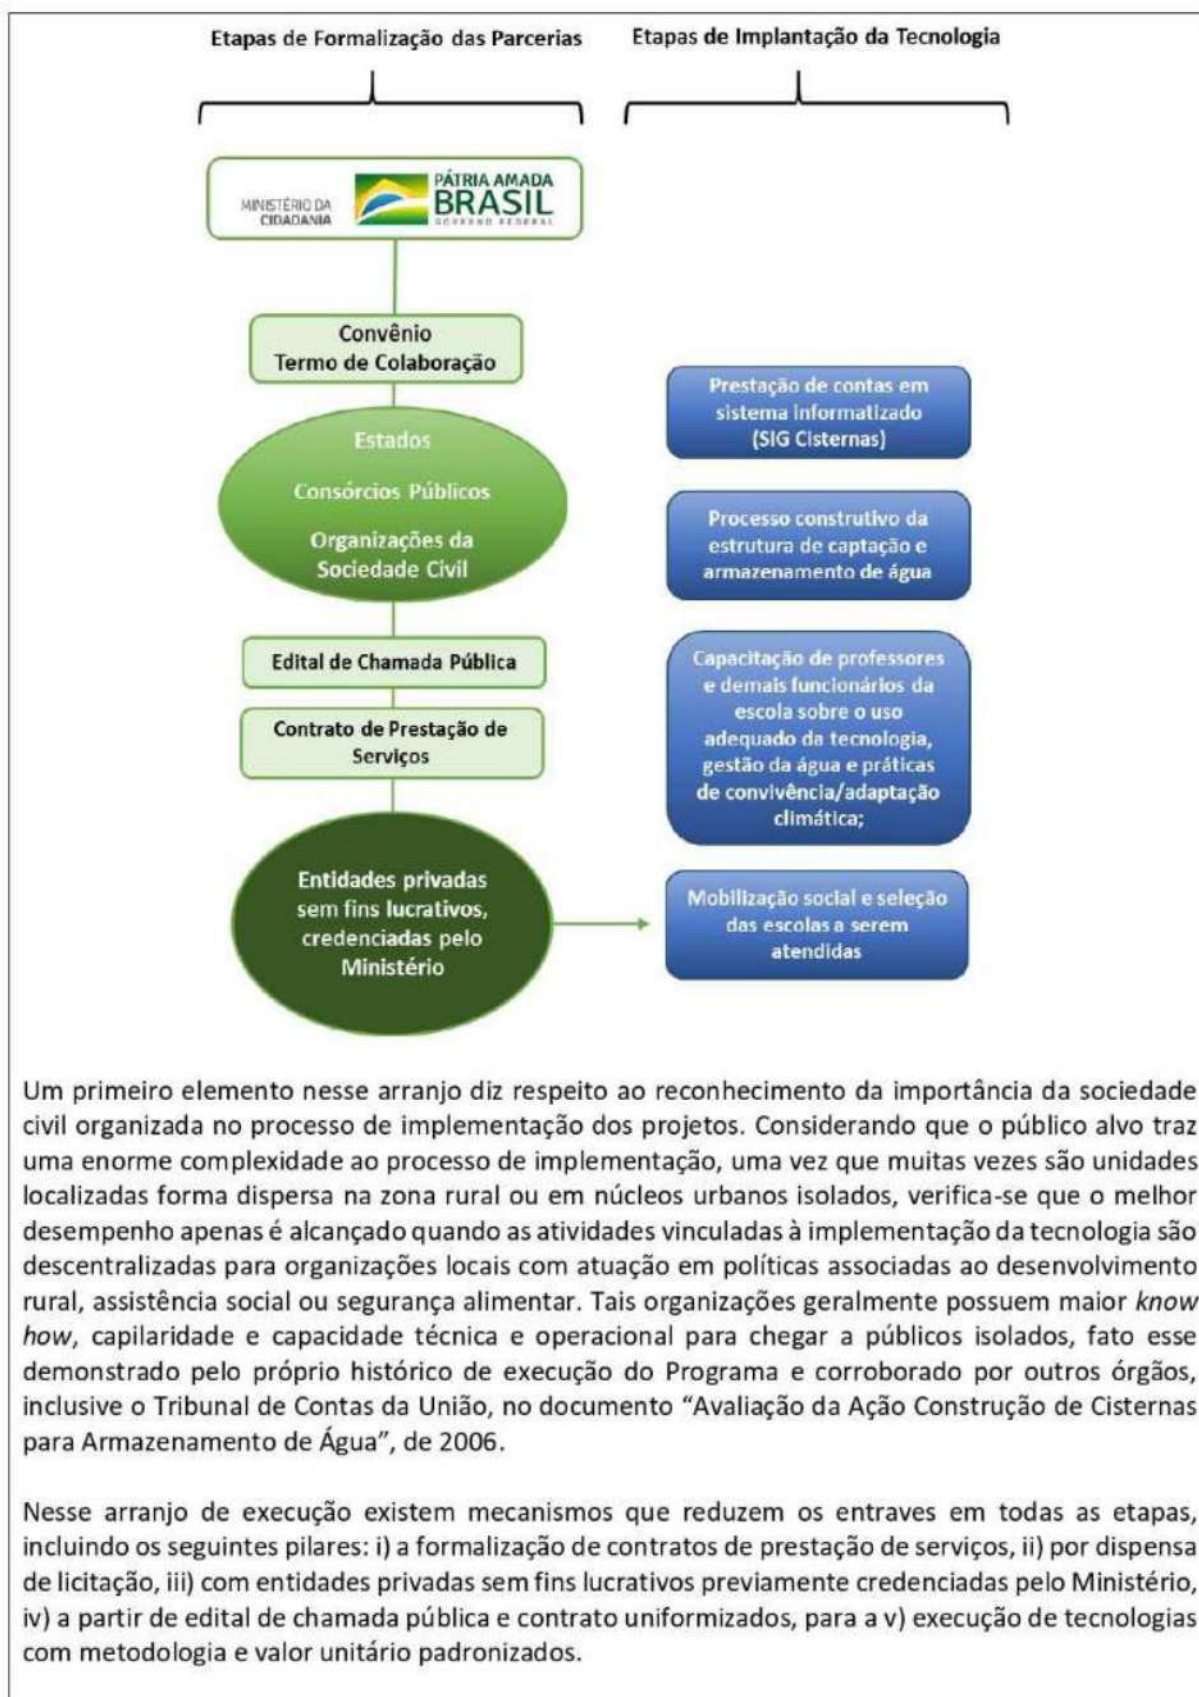 Etapas de Formalização das Parcerias
Etapas de Implantação da Tecnologia
MINISTÉRIO DA
CIDADANIA
PÁTRIA AMADA
BRASIL
GOVERNO FEDERAL
Convênio
Termo de Colaboração
Estados
Consórcios Públicos
Organizações da
Sociedade Civil
Edital de Chamada Pública
Contrato de Prestação de
Serviços
Entidades privadas
sem fins lucrativos,
credenciadas pelo
Ministério
Prestação de contas em
sistema informatizado
(SIG Cisternas)
Processo construtivo da
estrutura de captação e
armazenamento de água
Capacitação de professores
e demais funcionários da
escola sobre o uso
adequado da tecnologia,
gestão da água e práticas
de convivência/adaptação
climática;
Mobilização social e seleção
das escolas a serem
atendidas
Um primeiro elemento nesse arranjo diz respeito ao reconhecimento da importância da sociedade
civil organizada no processo de implementação dos projetos. Considerando que o público alvo traz
uma enorme complexidade ao processo de implementação, uma vez que muitas vezes são unidades
localizadas forma dispersa na zona rural ou em núcleos urbanos isolados, verifica-se que o melhor
desempenho apenas é alcançado quando as atividades vinculadas à implementação da tecnologia são
descentralizadas para organizações locais com atuação em políticas associadas ao desenvolvimento
rural, assistência social ou segurança alimentar. Tais organizações geralmente possuem maior know
how, capilaridade e capacidade técnica e operacional para chegar a públicos isolados, fato esse
demonstrado pelo próprio histórico de execução do Programa e corroborado por outros órgãos,
inclusive o Tribunal de Contas da União, no documento “Avaliação da Ação Construção de Cisternas
para Armazenamento de Água”, de 2006.
Nesse arranjo de execução existem mecanismos que reduzem os entraves em todas as etapas,
incluindo os seguintes pilares: i) a formalização de contratos de prestação de serviços, ii) por dispensa
de licitação, iii) com entidades privadas sem fins lucrativos previamente credenciadas pelo Ministério,
iv) a partir de edital de chamada pública e contrato uniformizados, para a v) execução de tecnologias
com metodologia e valor unitário padronizados.